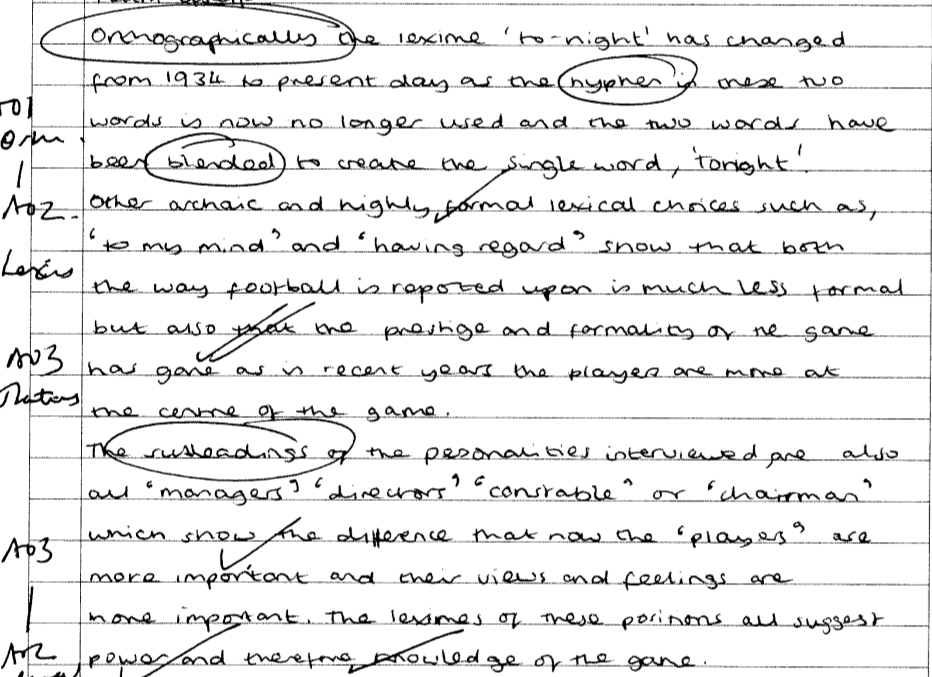 Orthographically the lexime 'to-night' has changed
from 1934 to present day as the hyphen in these two
words is now no longer used and the two words have
AO1
Orth.
been blended to create the single word, 'tonight'.
AO2.
Other archaic and highly formal lexical choices such as,
'to my mind' and 'having regard' show that both
Lexis
the way football is reported upon is much less formal
but also that the prestige and formality of the game
AO3
has gone as in recent years the player are more at
the centre of the game.
The subheadings of the personalities interviewed are also
all 'managers' 'directors' 'constable' or 'chairman'
which show the difference that now the 'players' are
AO3
more important and their views and feelings are
more important. The lexemes of these positions all suggest
AO2
power and therefore knowledge of the game.